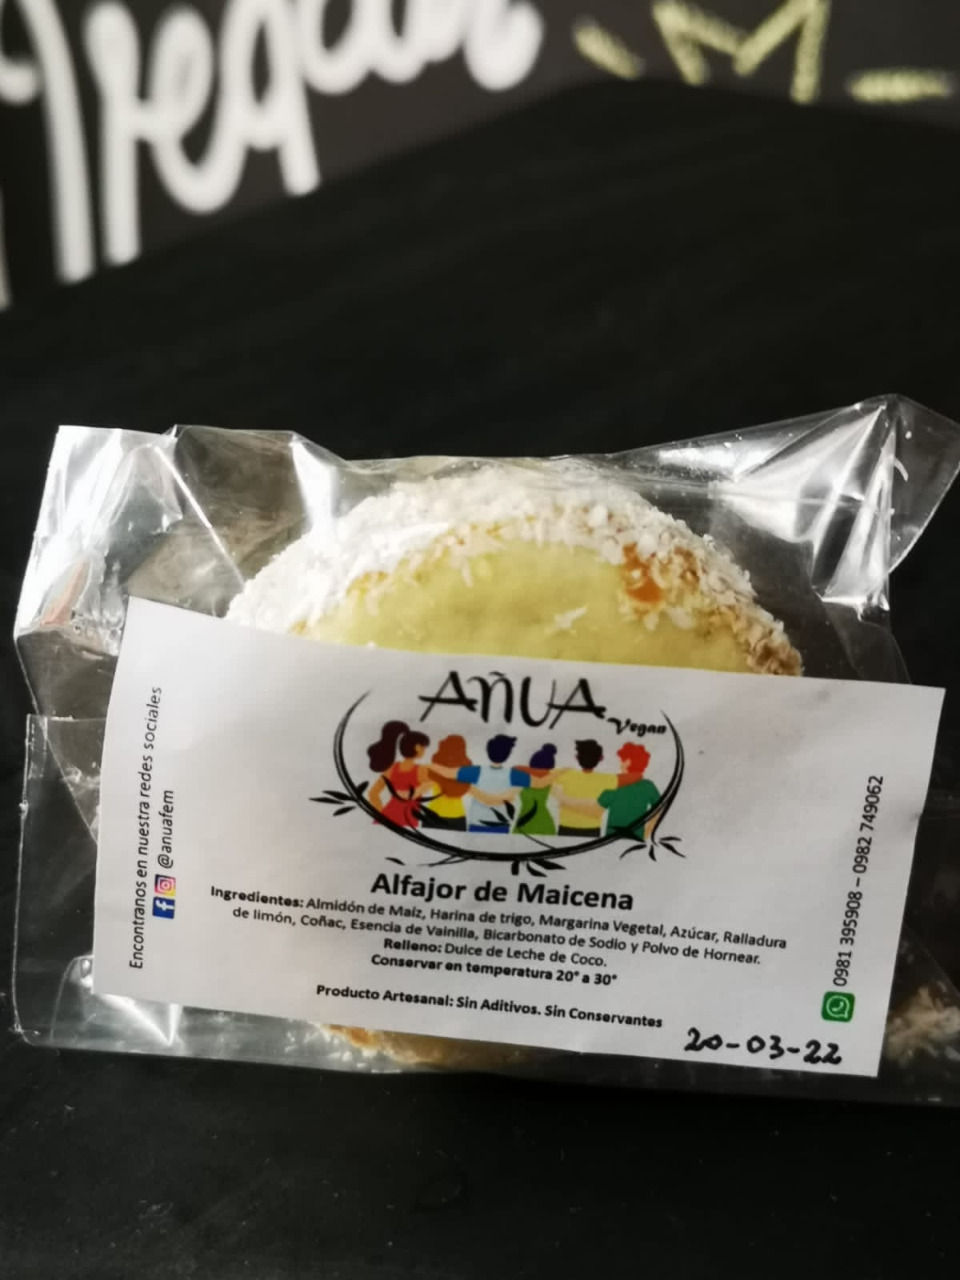 AÑUA
Vegan
Encontranos en nuestra redes sociales
@anuafem
Alfajor de Maicena
Ingredientes: Almidón de Maíz, Harina de trigo, Margarina Vegetal, Azúcar, Ralladura
de limón, Coñac, Esencia de Vainilla, Bicarbonato de Sodio y Polvo de Hornear.
Relleno: Dulce de Leche de Coco.
Conservar en temperatura 20° a 30°
Producto Artesanal: Sin Aditivos. Sin Conservantes
20-03-22
0981 395908 – 0982 749062